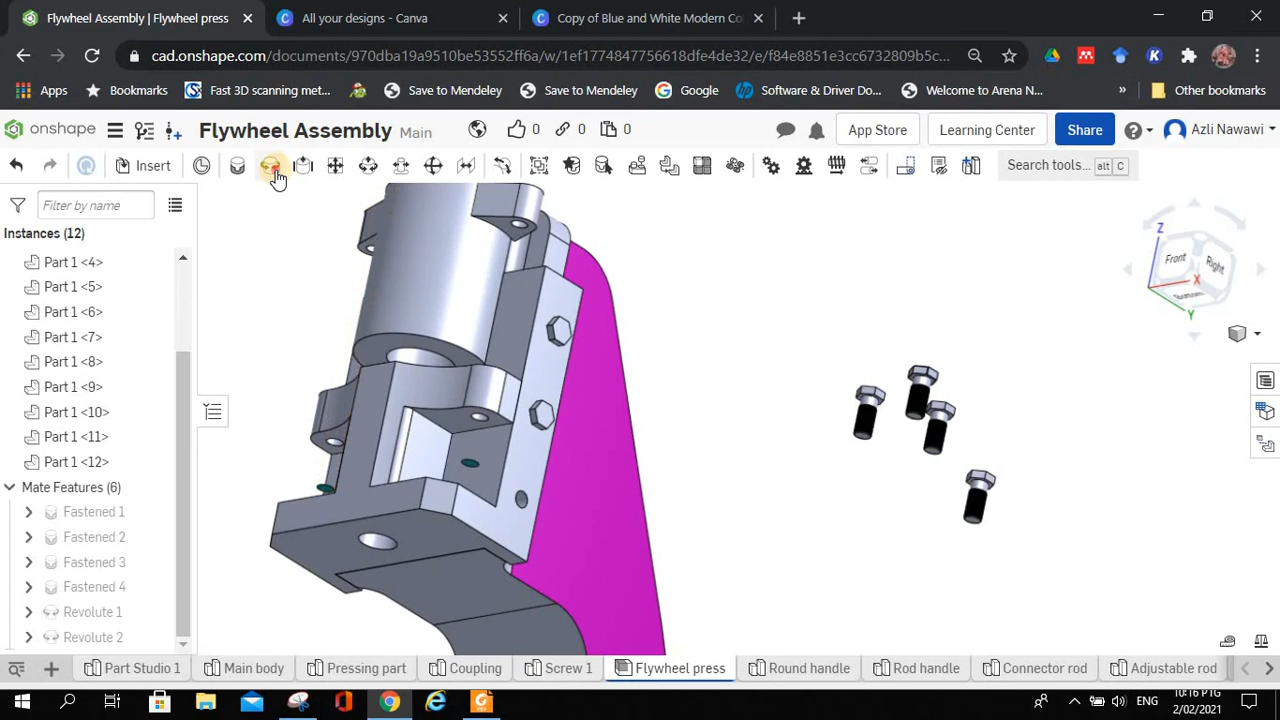 Flywheel Assembly | Flywheel press
All your designs - Canva
Copy of Blue and White Modern Co
cad.onshape.com/documents/970dba19a9510be53552ff6a/w/1ef1774847756618d4fde4de32/e/f84e8851e3cc6732809b5c...
Apps
Bookmarks
Fast 3D scanning met...
Save to Mendeley
Save to Mendeley
Google
Software & Driver Do...
Welcome to Arena N...
Other bookmarks
onshape
Flywheel Assembly Main
0
0
0
App Store
Learning Center
Share
Azli Nawawi
Insert
Search tools... alt C
Filter by name
Instances (12)
Part 1 <4>
Part 1 <5>
Part 1 <6>
Part 1 <7>
Part 1 <8>
Part 1 <9>
Part 1 <10>
Part 1 <11>
Part 1 <12>
Mate Features (6)
Fastened 1
Fastened 2
Fastened 3
Fastened 4
Revolute 1
Revolute 2
Z
Front
Right
X
Y
Part Studio 1
Main body
Pressing part
Coupling
Screw 1
Flywheel press
Round handle
Rod handle
Connector rod
Adjustable rod
ENG
10:16 PTG
2/02/2021